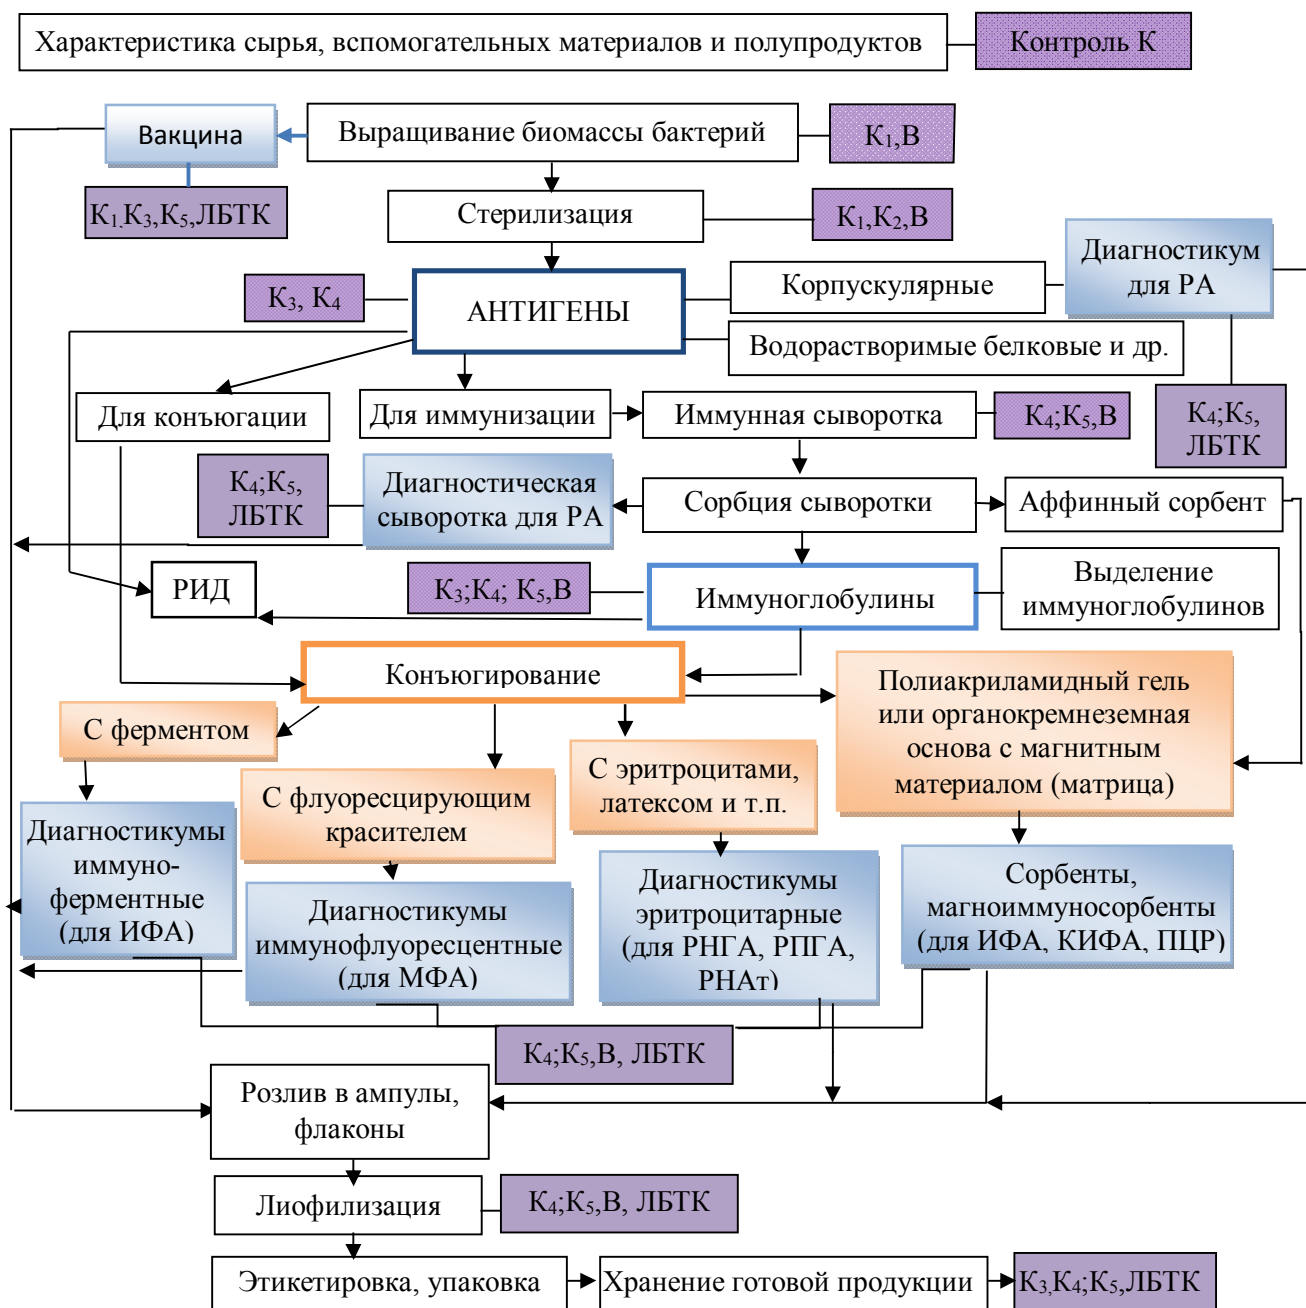 Характеристика сырья, вспомогательных материалов и полупродуктов
Контроль К
Вакцина
Выращивание биомассы бактерий
К₁,В
К₁,К₃,К₅,ЛБТК
Стерилизация
К₁,К₂,В
Диагностикум
для РА
К₃, К₄
АНТИГЕНЫ
Корпускулярные
Водорастворимые белковые и др.
Для конъюгации
Для иммунизации
Иммунная сыворотка
К₄;К₅,В
К₄;К₅,
ЛБТК
К₄;К₅,
ЛБТК
Диагностическая
сыворотка для РА
Сорбция сыворотки
Аффинный сорбент
РИД
К₃;К₄; К₅,В
Иммуноглобулины
Выделение
иммуноглобулинов
Конъюгирование
Полиакриламидный гель
или органокремнеземная
основа с магнитным
материалом (матрица)
С ферментом
С флуоресцирующим
красителем
С эритроцитами,
латексом и т.п.
Диагностикумы
иммуно-
ферментные
(для ИФА)
Диагностикумы
иммунофлуоресцентные
(для МФА)
Диагностикумы
эритроцитарные
(для РНГА, РПГА,
РНАт)
Сорбенты,
магноиммуносорбенты
(для ИФА, КИФА, ПЦР)
К₄;К₅,В, ЛБТК
Розлив в ампулы,
флаконы
Лиофилизация
К₄;К₅,В, ЛБТК
Этикетировка, упаковка
Хранение готовой продукции
К₃,К₄;К₅,ЛБТК